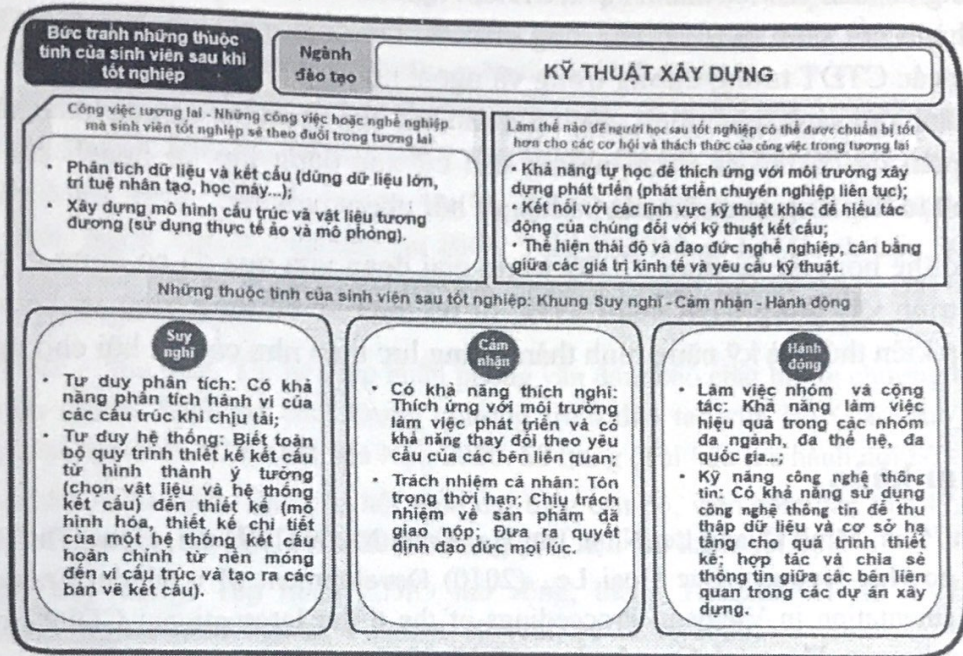 Bức tranh những thuộc
tính của sinh viên sau khi
tốt nghiệp
Ngành
đào tạo
KỸ THUẬT XÂY DỰNG
Công việc tương lai - Những công việc hoặc nghề nghiệp
mà sinh viên tốt nghiệp sẽ theo đuổi trong tương lai
• Phân tích dữ liệu và kết cấu (dùng dữ liệu lớn,
trí tuệ nhân tạo, học máy...);
• Xây dựng mô hình cấu trúc và vật liệu tương
đương (sử dụng thực tế ảo và mô phỏng).
Làm thế nào để người học sau tốt nghiệp có thể được chuẩn bị tốt
hơn cho các cơ hội và thách thức của công việc trong tương lai
• Khả năng tự học để thích ứng với môi trường xây
dựng phát triển (phát triển chuyên nghiệp liên tục);
• Kết nối với các lĩnh vực kỹ thuật khác để hiểu tác
động của chúng đối với kỹ thuật kết cấu;
• Thể hiện thái độ và đạo đức nghề nghiệp, cân bằng
giữa các giá trị kinh tế và yêu cầu kỹ thuật.
Những thuộc tính của sinh viên sau tốt nghiệp: Khung Suy nghĩ - Cảm nhận - Hành động
Suy
nghĩ
• Tư duy phân tích: Có khả
năng phân tích hành vi của
các cấu trúc khi chịu tải;
• Tư duy hệ thống: Biết toàn
bộ quy trình thiết kế kết cấu
từ hình thành ý tưởng
(chọn vật liệu và hệ thống
kết cấu) đến thiết kế (mô
hình hóa, thiết kế chi tiết
của một hệ thống kết cấu
hoàn chỉnh từ nền móng
đến vi cấu trúc và tạo ra các
bản vẽ kết cấu).
Cảm
nhận
• Có khả năng thích nghi:
Thích ứng với môi trường
làm việc phát triển và có
khả năng thay đổi theo yêu
cầu của các bên liên quan;
• Trách nhiệm cá nhân: Tôn
trọng thời hạn; Chịu trách
nhiệm về sản phẩm đã
giao nộp; Đưa ra quyết
định đạo đức mọi lúc.
Hành
động
• Làm việc nhóm và cộng
tác: Khả năng làm việc
hiệu quả trong các nhóm
đa ngành, đa thế hệ, đa
quốc gia...;
• Kỹ năng công nghệ thông
tin: Có khả năng sử dụng
công nghệ thông tin để thu
thập dữ liệu và cơ sở hạ
tầng cho quá trình thiết
kế; hợp tác và chia sẻ
thông tin giữa các bên liên
quan trong các dự án xây
dựng.